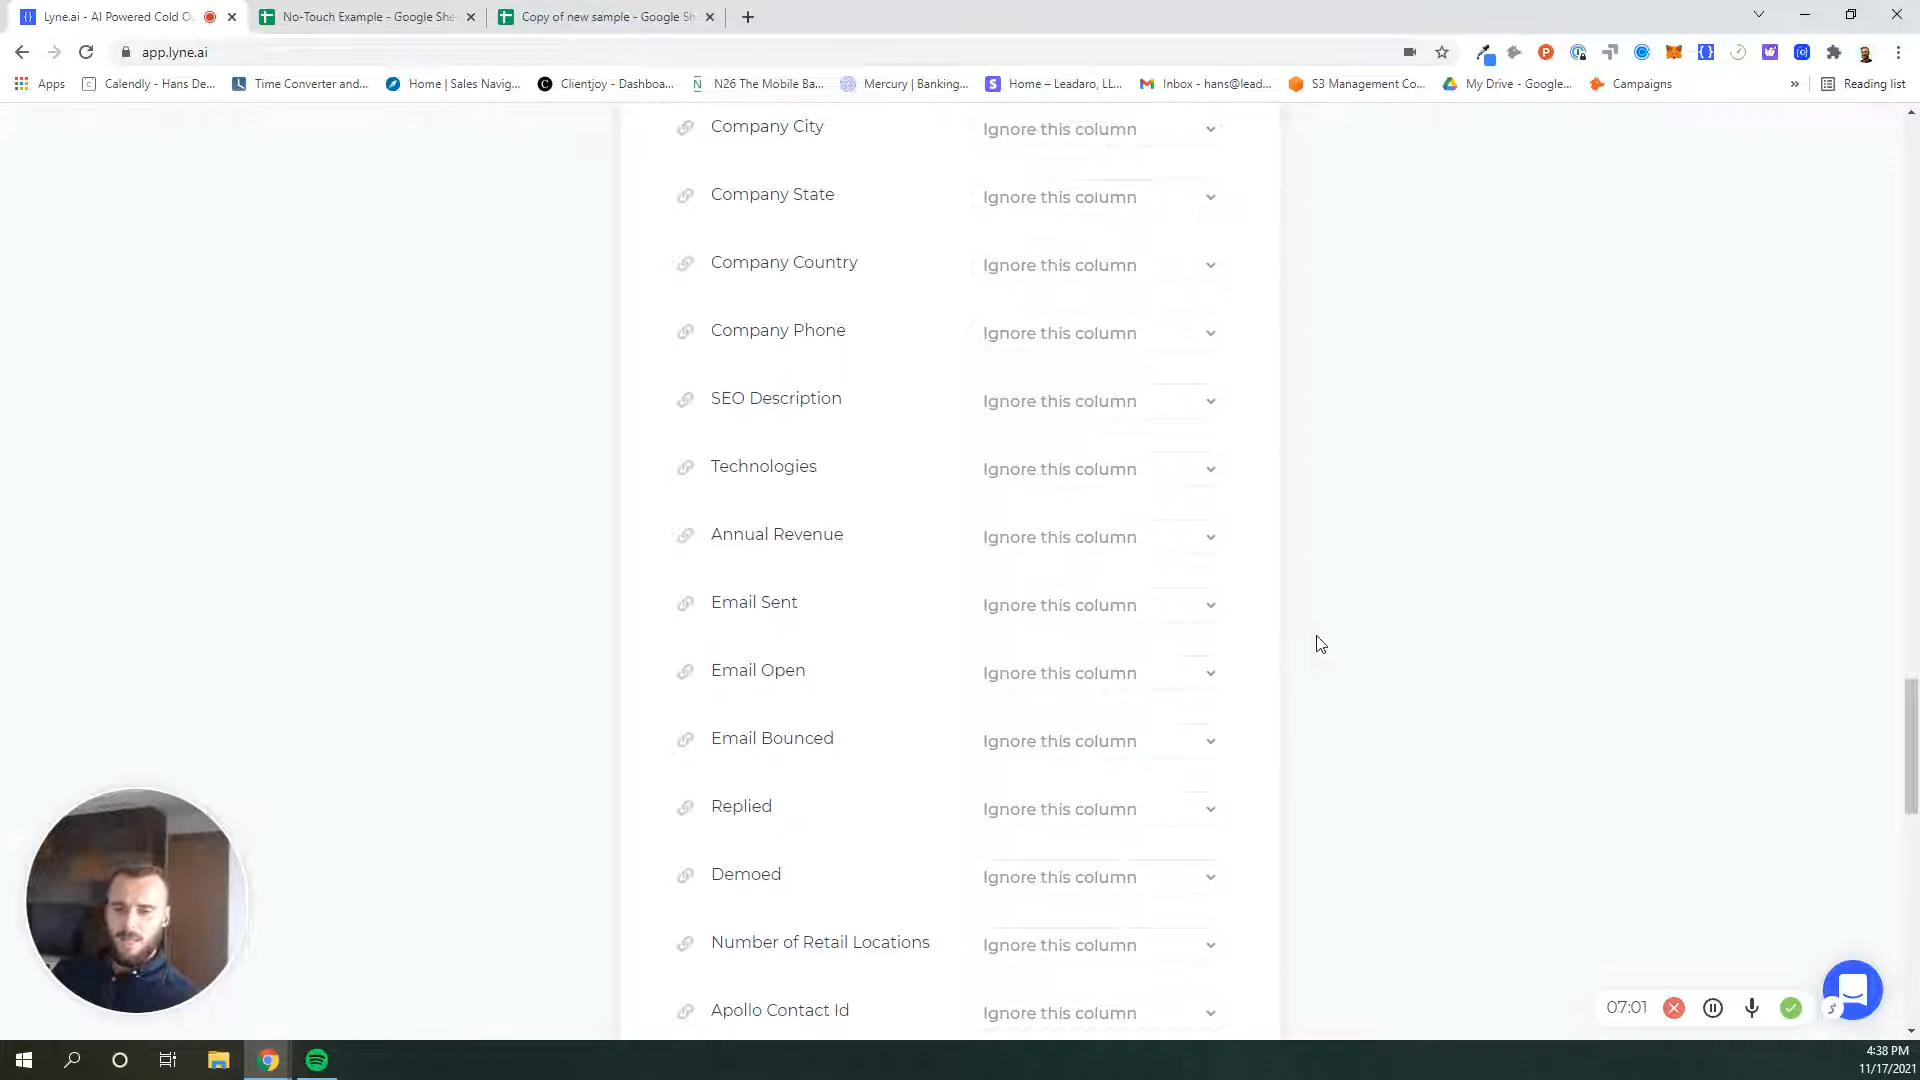 Lyne.ai - AI Powered Cold Ou
No-Touch Example - Google She
Copy of new sample - Google Sh
app.lyne.ai
Apps
Calendly - Hans De...
Time Converter and...
Home | Sales Navig...
Clientjoy - Dashboa...
N26 The Mobile Ba...
Mercury | Banking...
Home – Leadaro, LL...
Inbox - hans@lead...
S3 Management Co...
My Drive - Google...
Campaigns
»
Reading list
Company City Ignore this column
Company State Ignore this column
Company Country Ignore this column
Company Phone Ignore this column
SEO Description Ignore this column
Technologies Ignore this column
Annual Revenue Ignore this column
Email Sent Ignore this column
Email Open Ignore this column
Email Bounced Ignore this column
Replied Ignore this column
Demoed Ignore this column
Number of Retail Locations Ignore this column
Apollo Contact Id Ignore this column
07:01
4:38 PM
11/17/2021